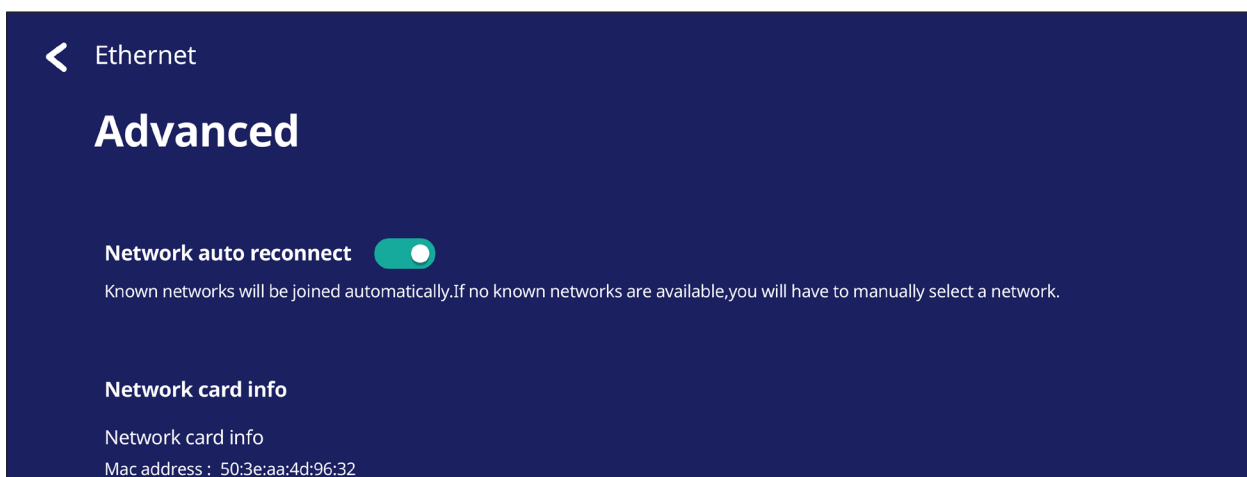 Ethernet
Advanced
Network auto reconnect
Known networks will be joined automatically.If no known networks are available,you will have to manually select a network.
Network card info
Network card info
Mac address : 50:3e:aa:4d:96:32